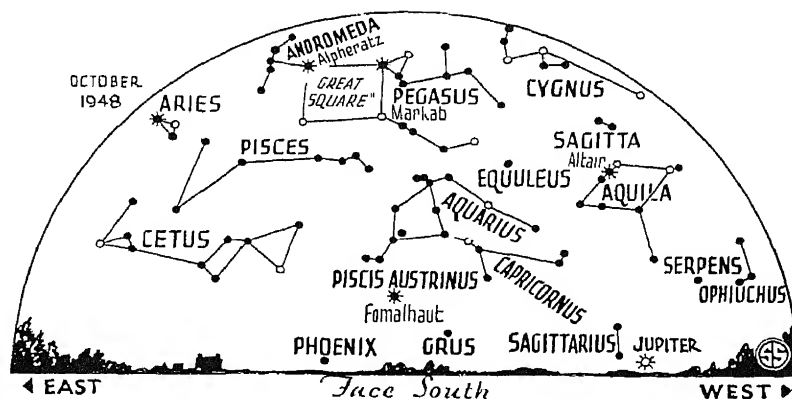 ANDROMEDA
Alpheratz
OCTOBER
1948
ARIES
GREAT
SQUARE"
PEGASUS
Markab
CYGNUS
PISCES
SAGITTA
Altair
EQUULEUS
AQUILA
AQUARIUS
CETUS
PISCIS AUSTRINUS
Fomalhaut
CAPRICORNUS
SERPENS
OPHIUCHUS
PHOENIX
GRUS
SAGITTARIUS
JUPITER
SS
EAST
Face South
WEST